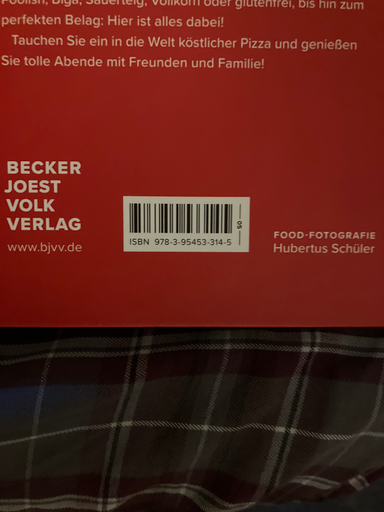 Poolish, Biga, Sauerteig, Vollkorn oder glutenfrei, bis hin zum
perfekten Belag: Hier ist alles dabei!
Tauchen Sie ein in die Welt köstlicher Pizza und genießen
Sie tolle Abende mit Freunden und Familie!
BECKER
JOEST
VOLK
VERLAG
www.bjvv.de
ISBN 978-3-95453-314-5
05
FOOD-FOTOGRAFIE
Hubertus Schüler